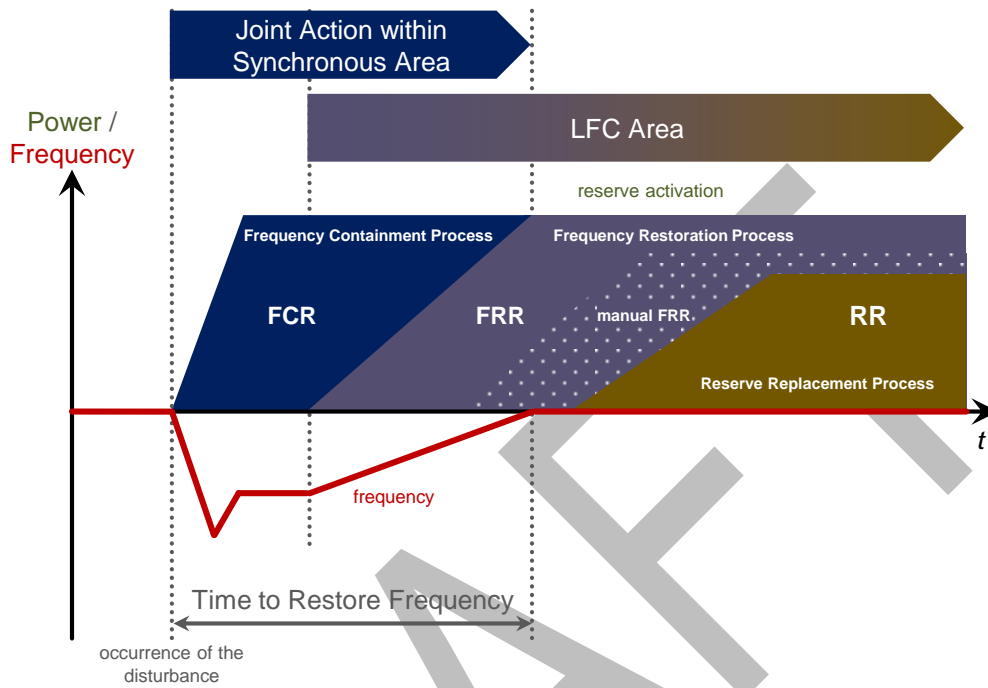 Joint Action within
Synchronous Area
LFC Area
Power /
Frequency
reserve activation
Frequency Containment Process
Frequency Restoration Process
FCR
FRR
manual FRR
RR
Reserve Replacement Process
t
frequency
Time to Restore Frequency
occurrence of the
disturbance